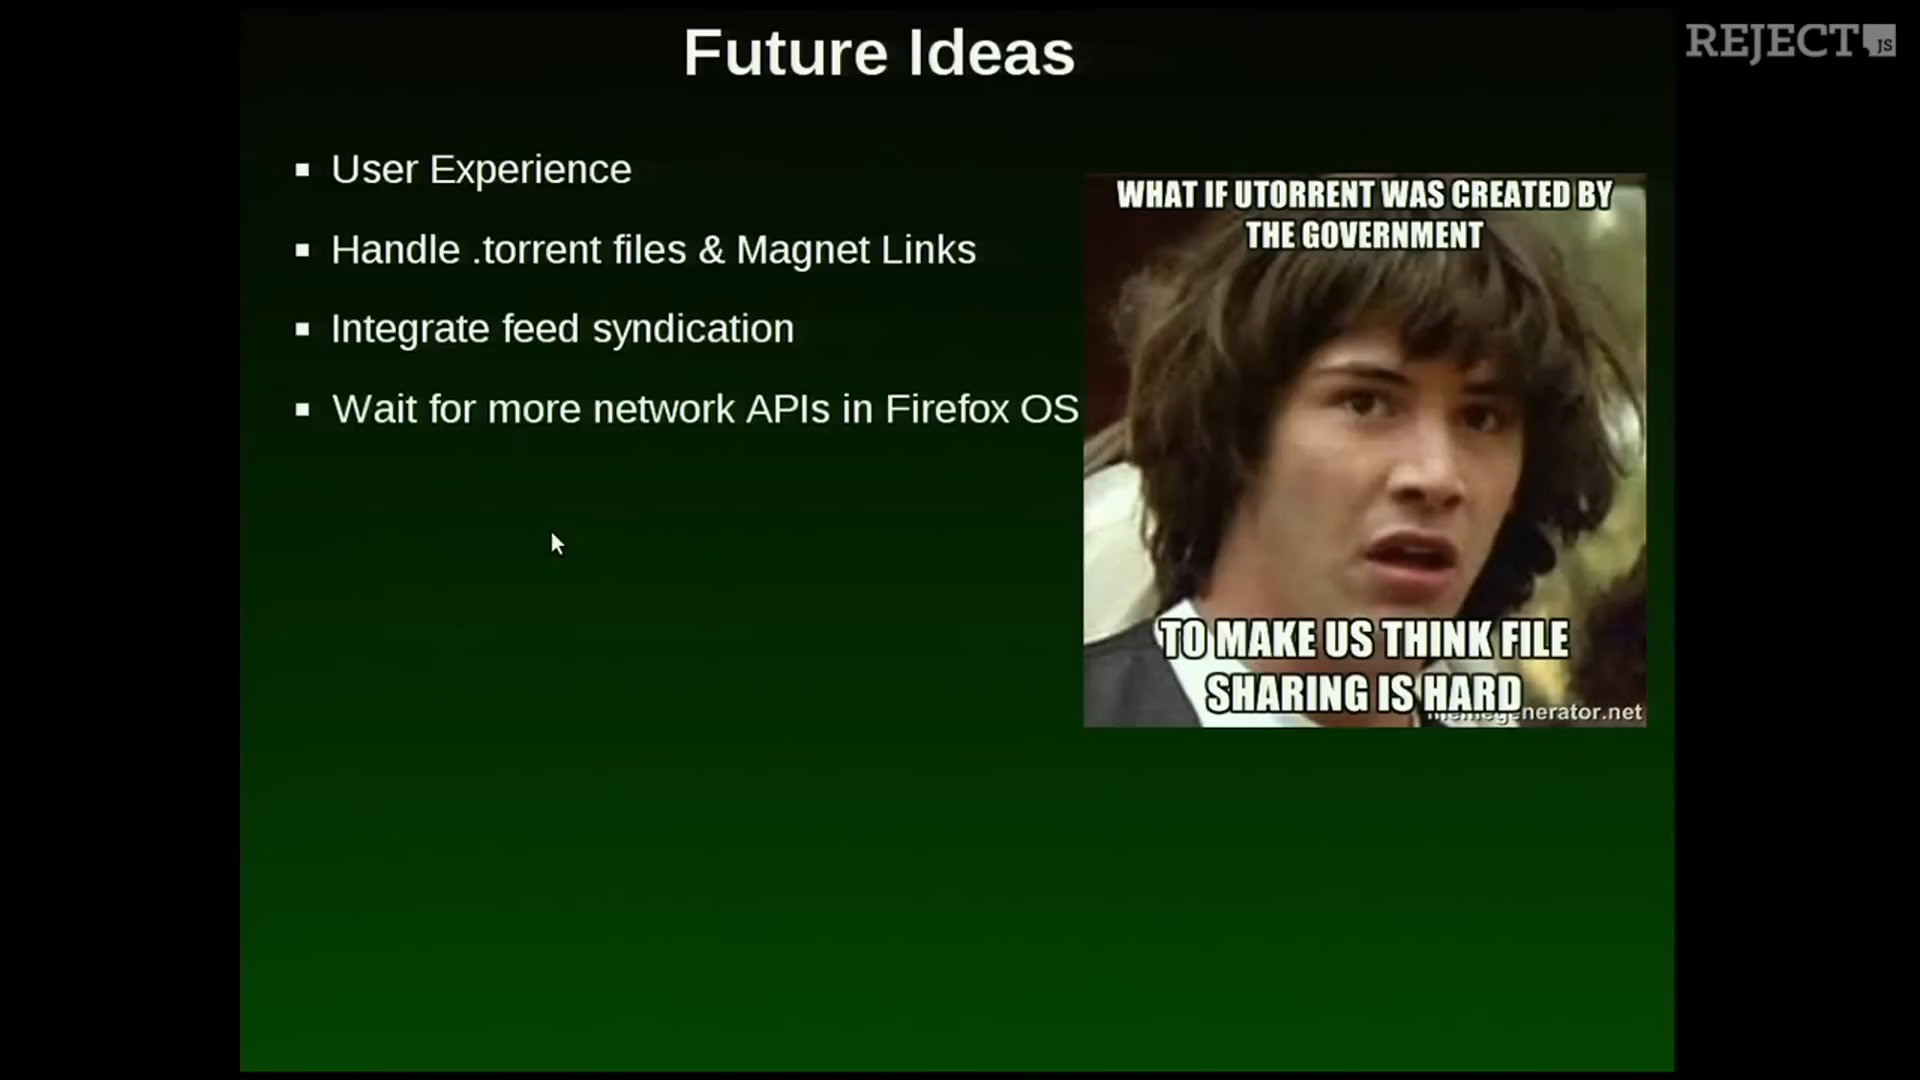 Future Ideas
REJECT JS
User Experience
Handle .torrent files & Magnet Links
Integrate feed syndication
Wait for more network APIs in Firefox OS
WHAT IF UTORRENT WAS CREATED BY
THE GOVERNMENT
TO MAKE US THINK FILE
SHARING IS HARD
memegenerator.net